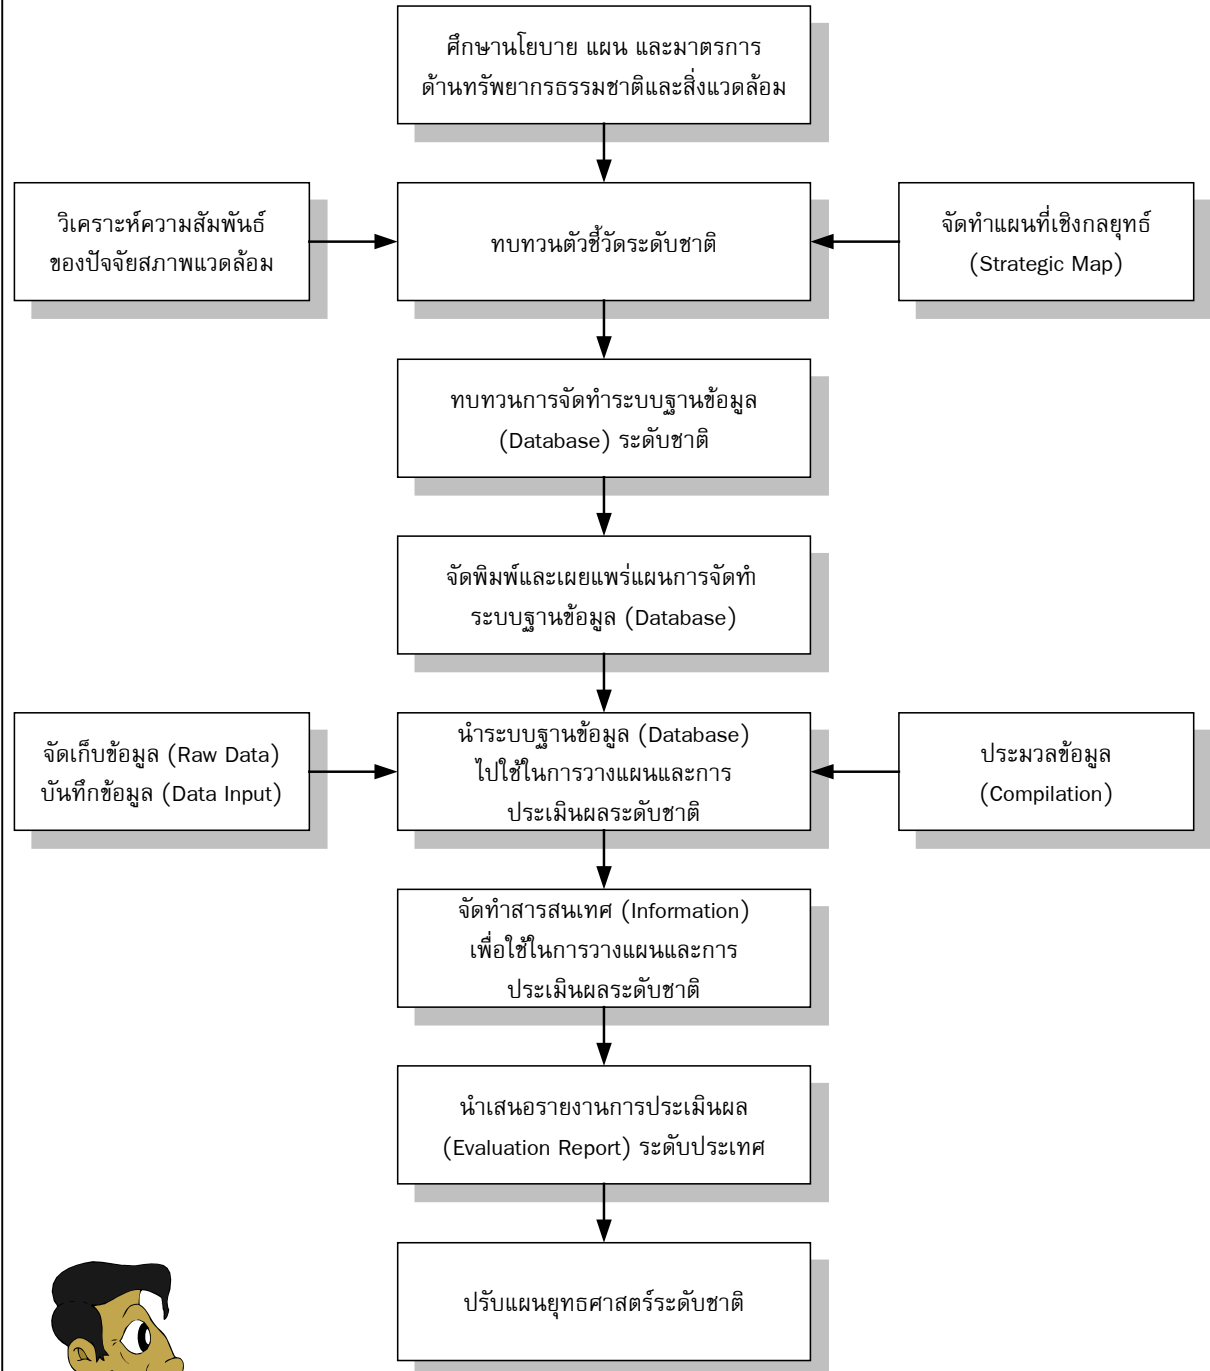 ศึกษานโยบาย แผน และมาตรการ
ด้านทรัพยากรธรรมชาติและสิ่งแวดล้อม
วิเคราะห์ความสัมพันธ์
ของปัจจัยสภาพแวดล้อม
ทบทวนตัวชี้วัดระดับชาติ
จัดทำแผนที่เชิงกลยุทธ์
(Strategic Map)
ทบทวนการจัดทำระบบฐานข้อมูล
(Database) ระดับชาติ
จัดพิมพ์และเผยแพร่แผนการจัดทำ
ระบบฐานข้อมูล (Database)
จัดเก็บข้อมูล (Raw Data)
บันทึกข้อมูล (Data Input)
นำระบบฐานข้อมูล (Database)
ไปใช้ในการวางแผนและการ
ประเมินผลระดับชาติ
ประมวลข้อมูล
(Compilation)
จัดทำสารสนเทศ (Information)
เพื่อใช้ในการวางแผนและการ
ประเมินผลระดับชาติ
นำเสนอรายงานการประเมินผล
(Evaluation Report) ระดับประเทศ
ปรับแผนยุทธศาสตร์ระดับชาติ